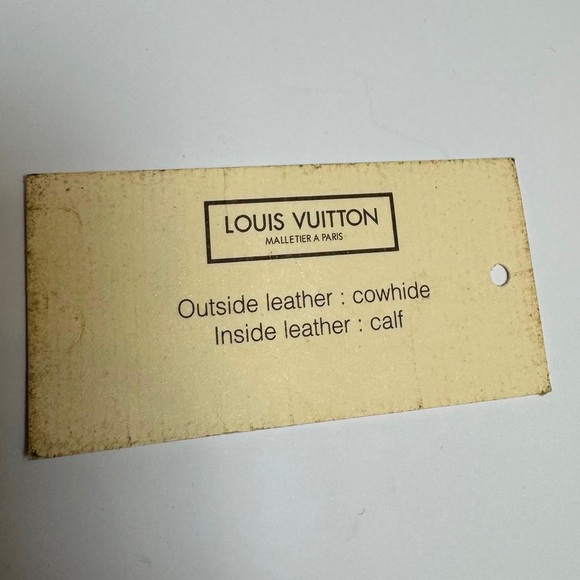 LOUIS VUITTON
MALLETIER A PARIS
Outside leather : cowhide
Inside leather : calf